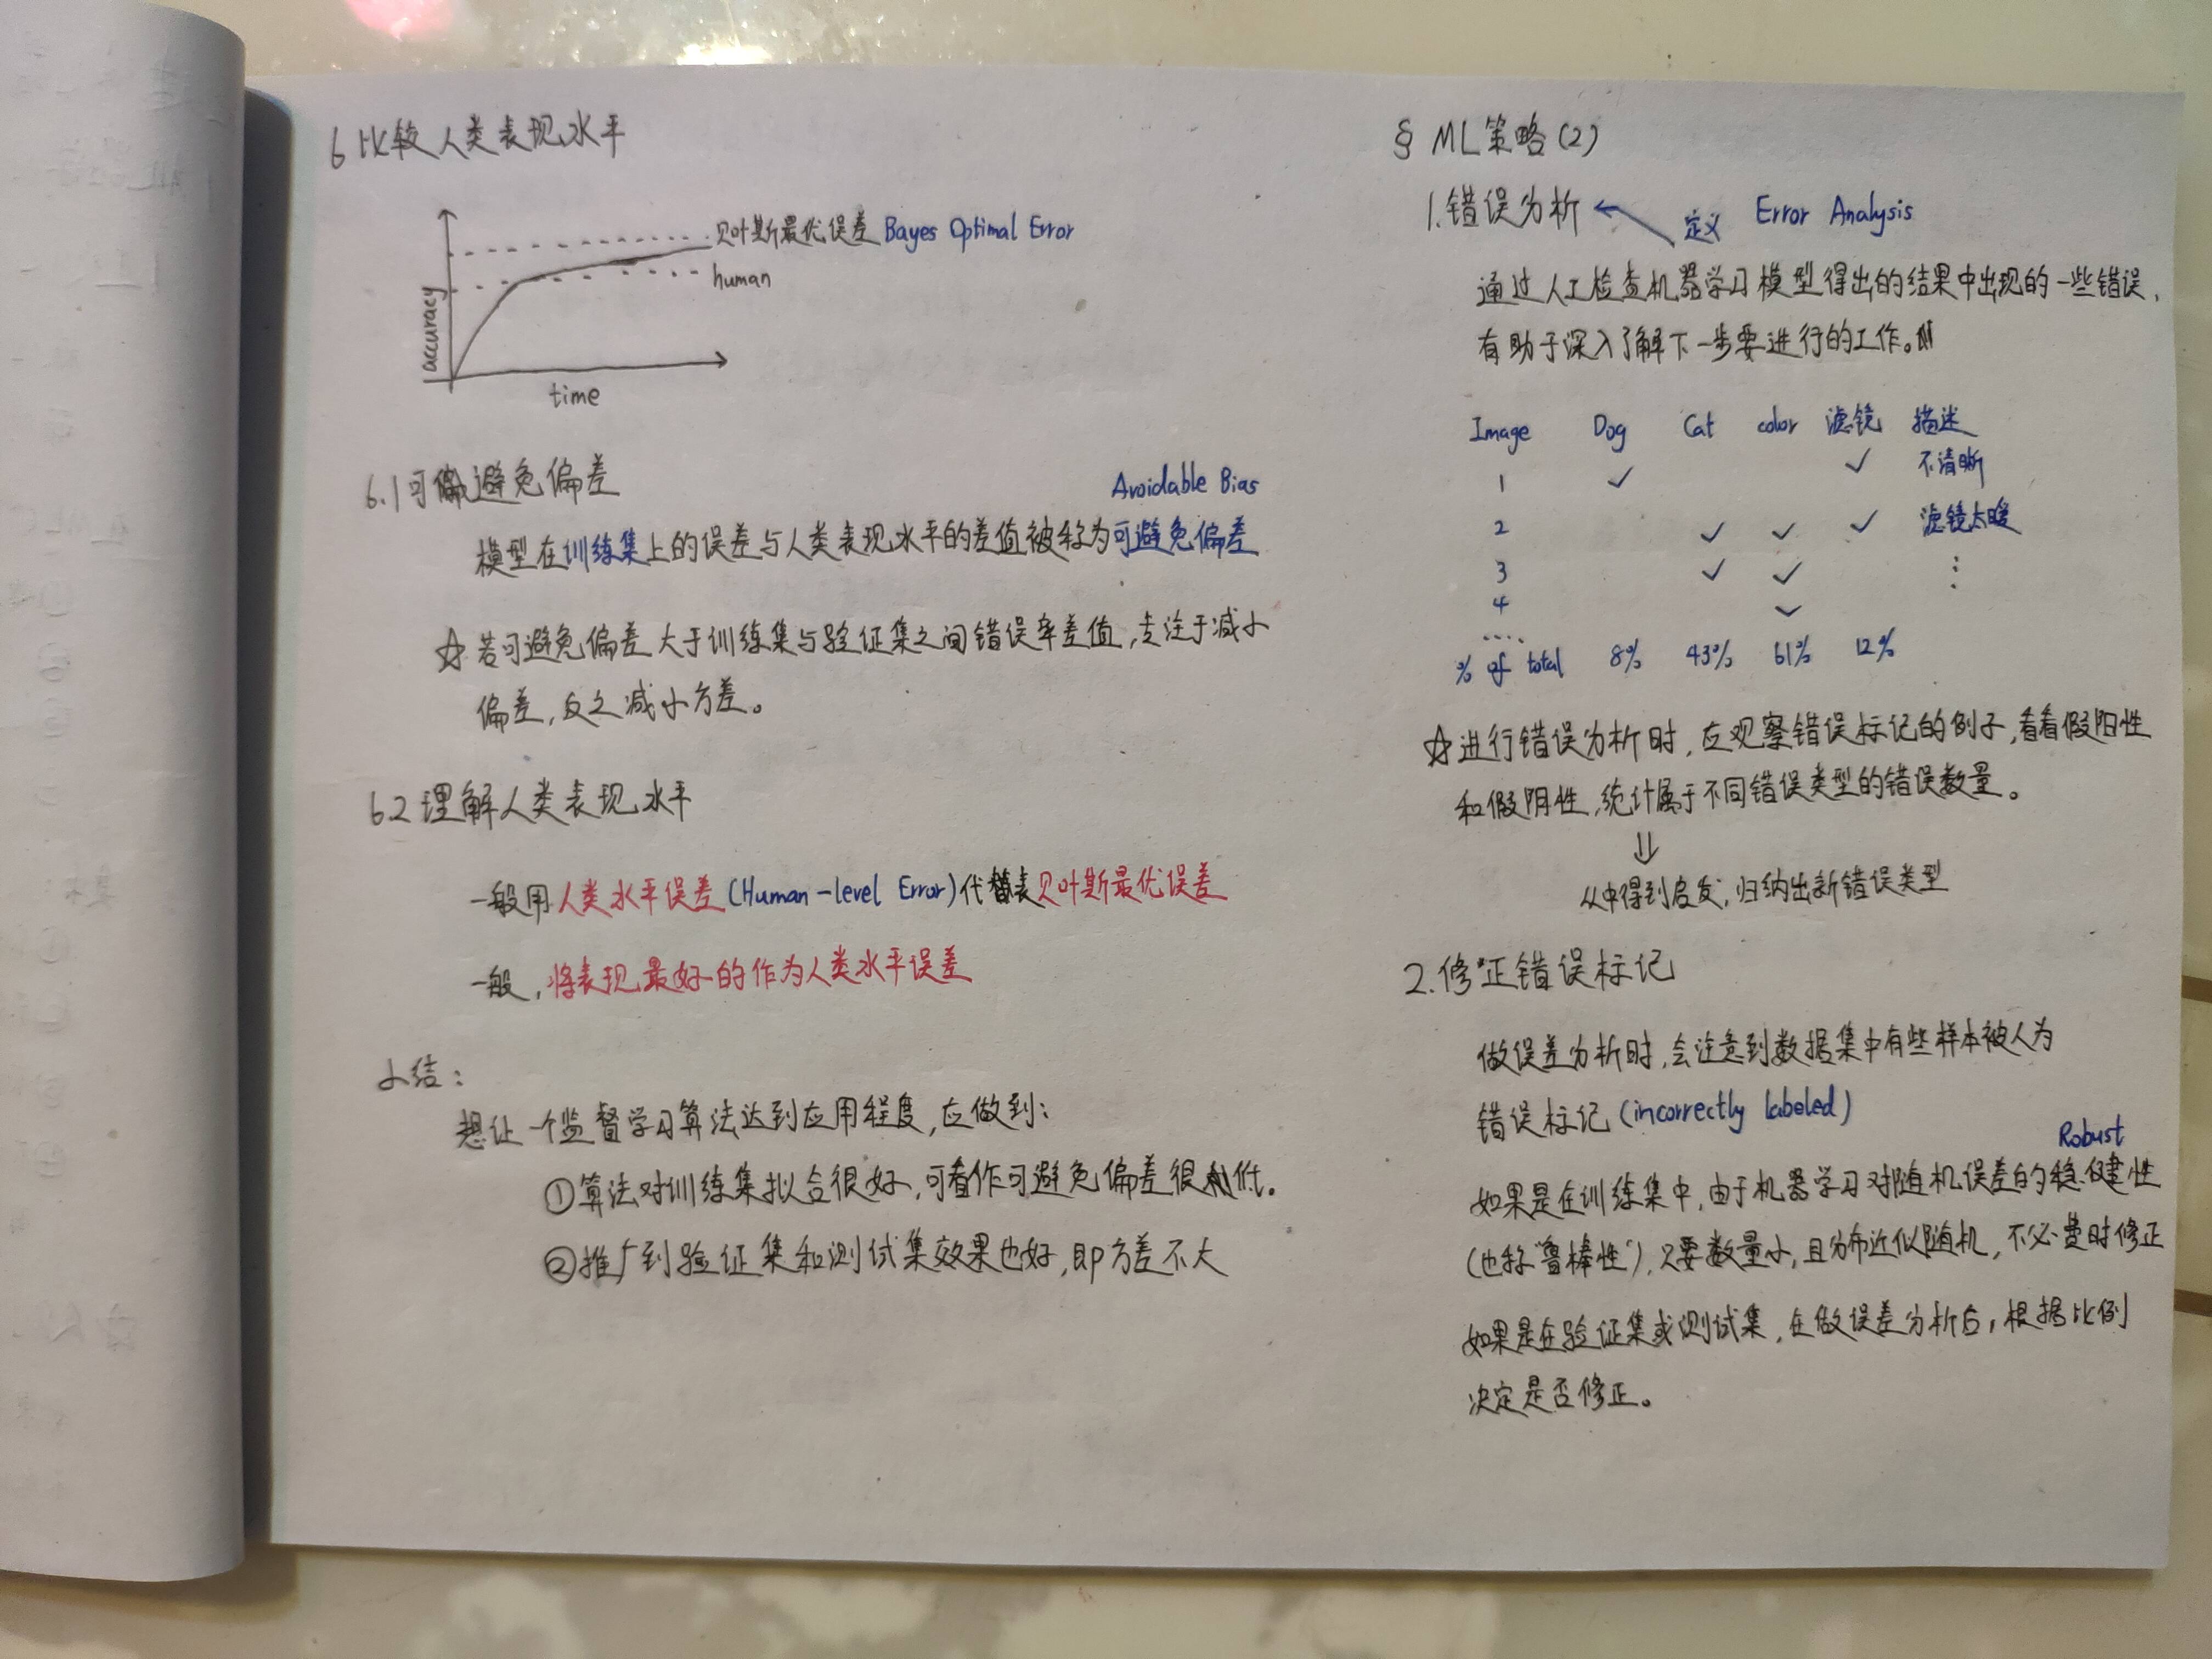 6 比较人类表现水平
贝叶斯最优误差 Bayes Optimal Error
human
accuracy
time
6.1 可避免偏差
Avoidable Bias
模型在训练集上的误差与人类表现水平的差值被称为可避免偏差
☆若可避免偏差大于训练集与验证集之间错误率差值,专注于减小
偏差,反之减小方差。
6.2 理解人类表现水平
一般用人类水平误差(Human-level Error)代替表贝叶斯最优误差
一般,将表现最好的作为人类水平误差
小结:
想让一个监督学习算法达到应用程度,应做到:
①算法对训练集拟合很好,可看作可避免偏差很低。
②推广到验证集和测试集效果也好,即方差不大
§ ML策略(2)
1.错误分析 定义 Error Analysis
通过人工检查机器学习模型得出的结果中出现的一些错误,
有助于深入了解下一步要进行的工作。
Image Dog Cat color 滤镜 描述
1 ✓ ✓ 不清晰
2 ✓ ✓ ✓ 滤镜太暖
3 ✓ ✓ ⋮
4 ✓
....
% of total 8% 43% 61% 12%
☆进行错误分析时,应观察错误标记的例子,看看假阳性
和假阴性,统计属于不同错误类型的错误数量。
⇓
从中得到启发,归纳出新错误类型
2.修正错误标记
做误差分析时,会注意到数据集中有些样本被人为
错误标记(incorrectly labeled)
Robust
如果是在训练集中,由于机器学习对随机误差的稳健性
(也称"鲁棒性"),只要数量小,且分布近似随机,不必费时修正
如果是在验证集或测试集,在做误差分析后,根据比例
决定是否修正。